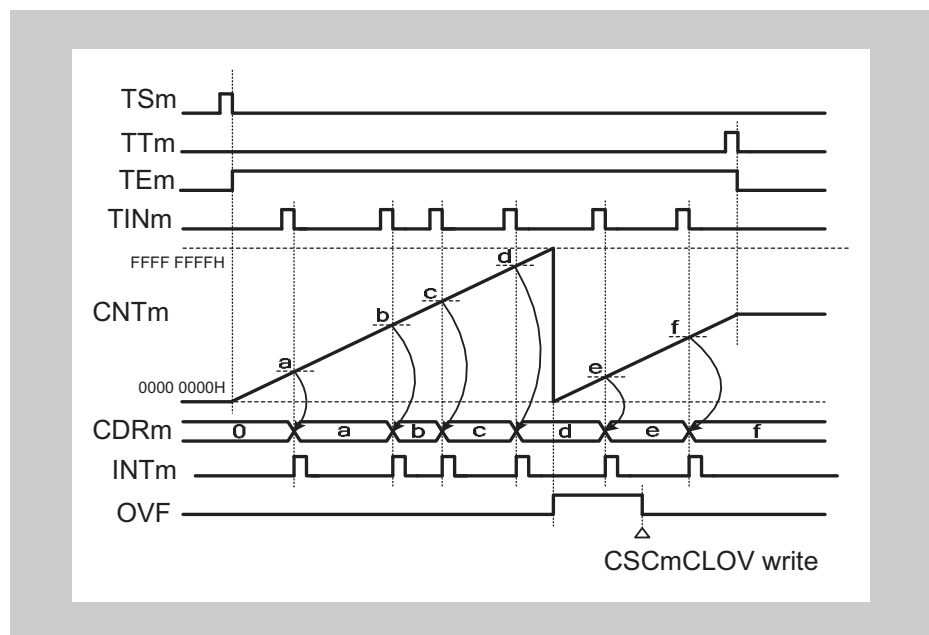 TSm
TTm
TEm
TINm
FFFF FFFFH
CNTm
a
b
c
d
e
f
0000 0000H
CDRm 0 a b c d e f
INTm
OVF
CSCmCLOV write